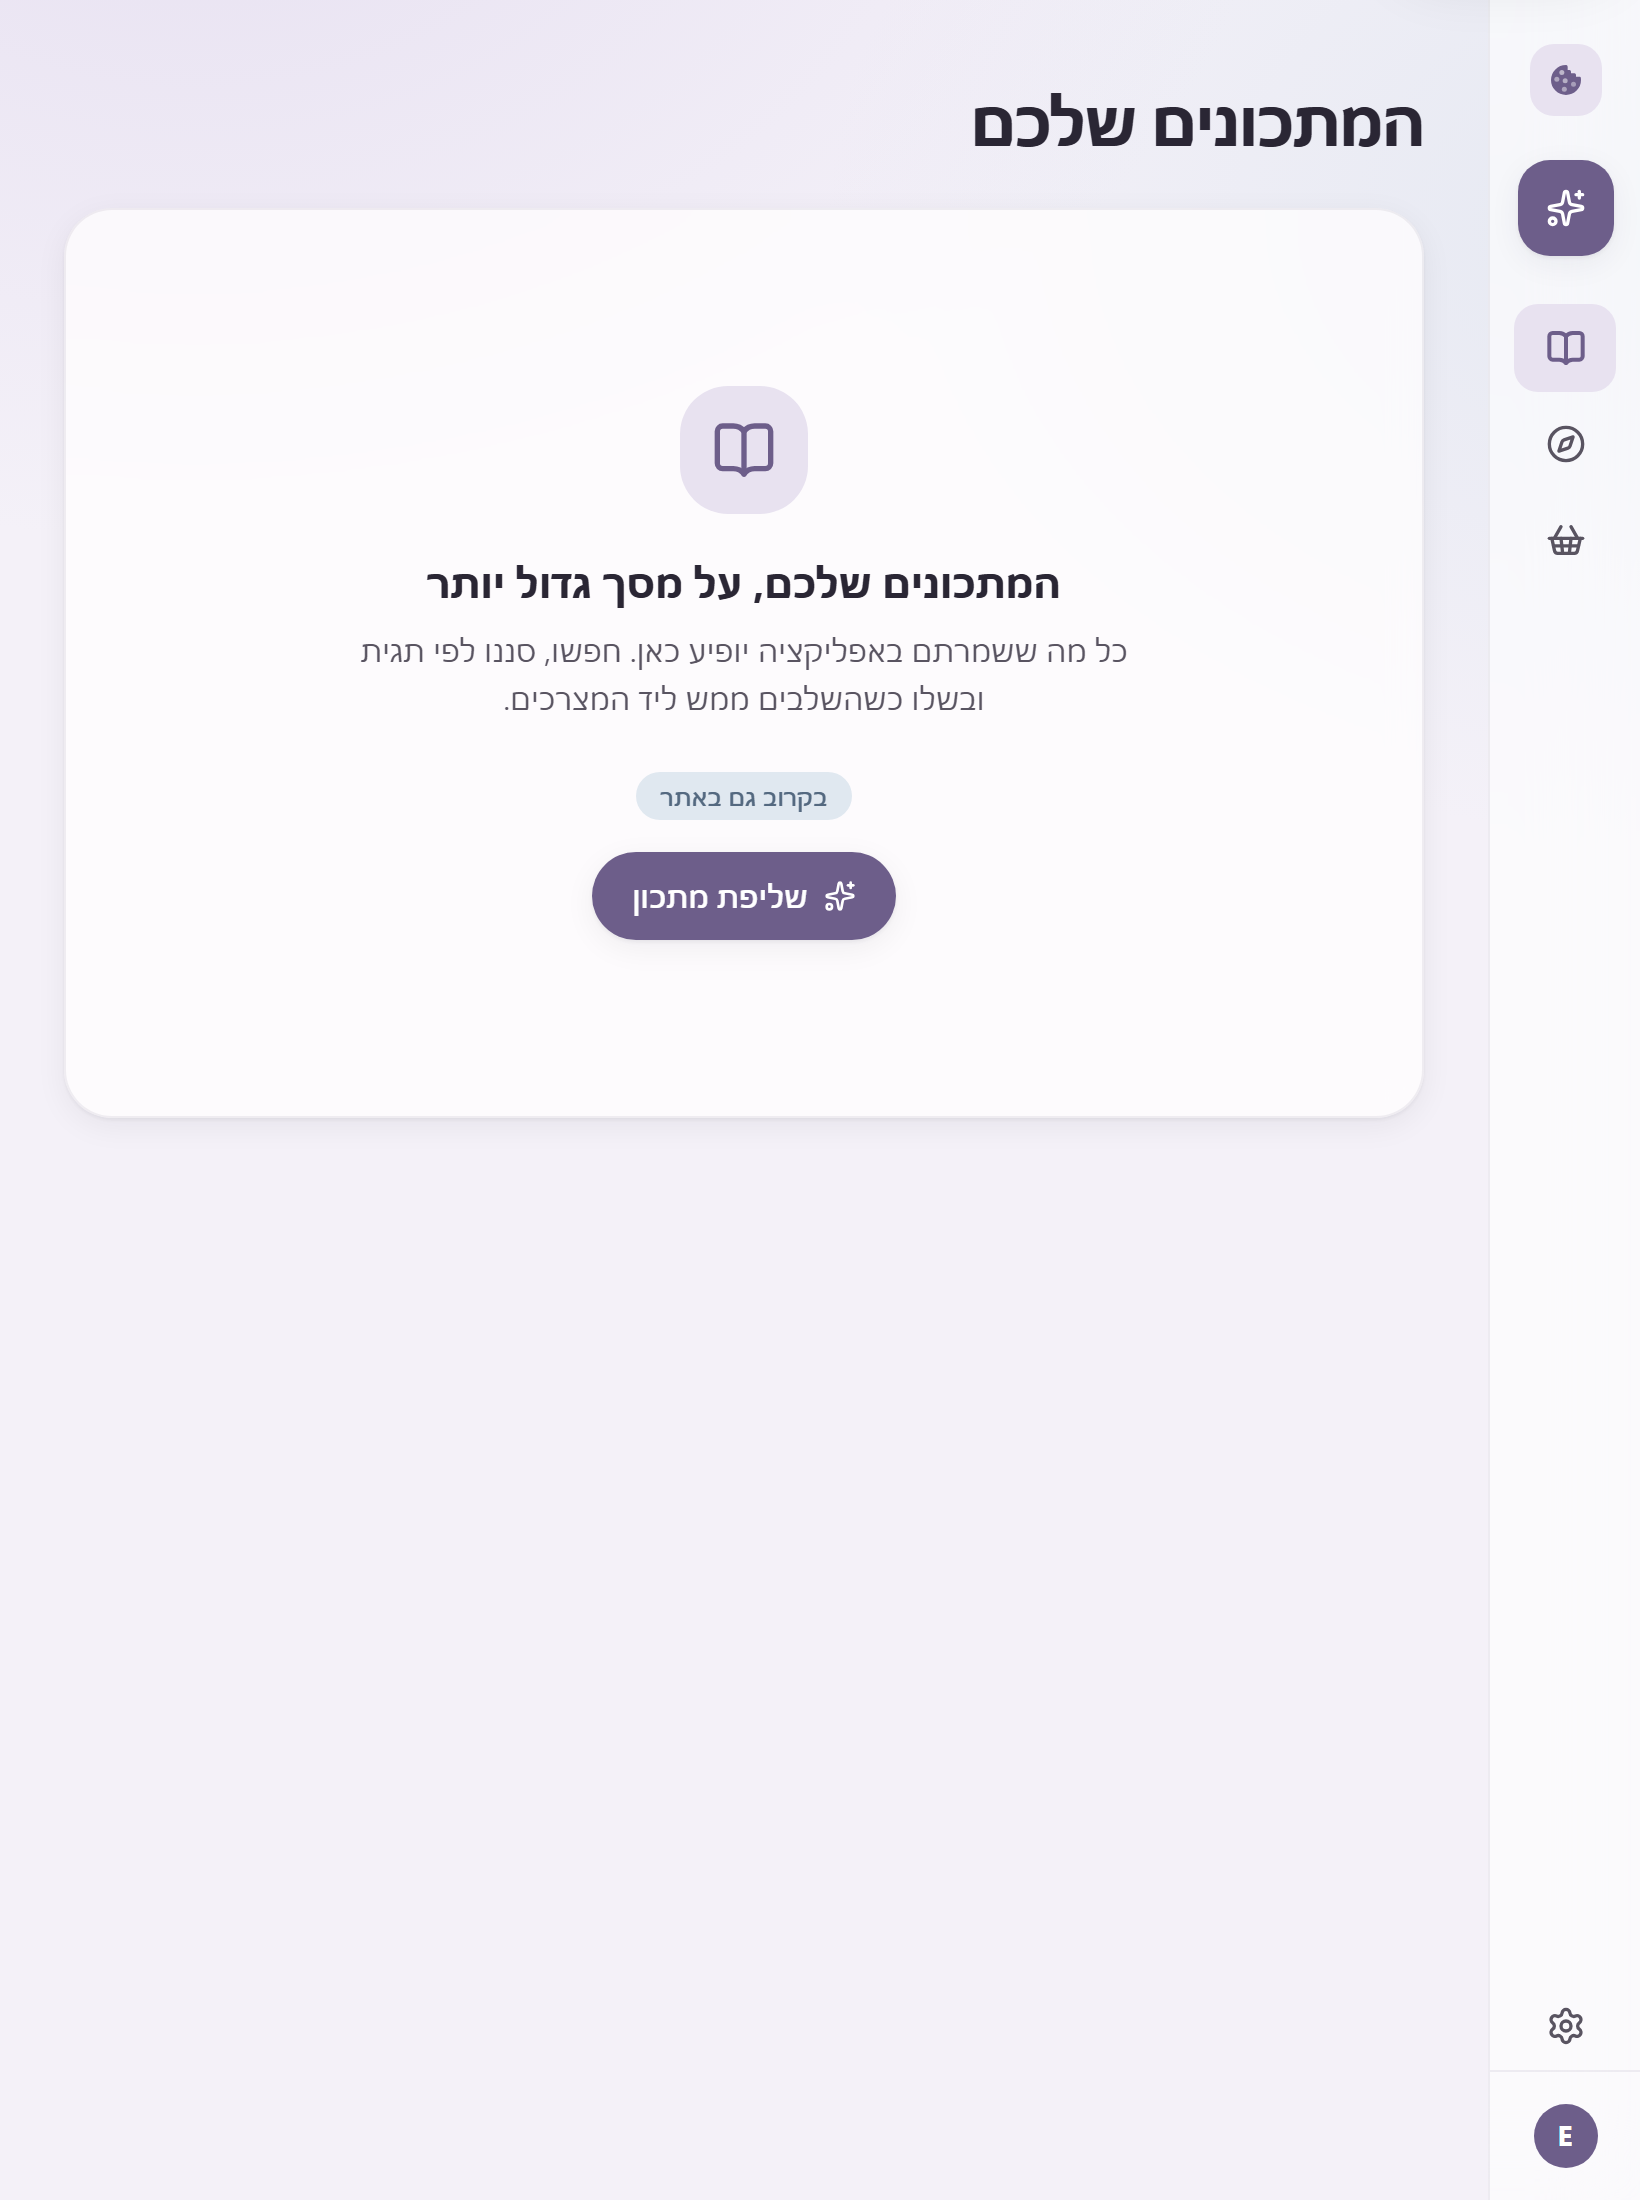 המתכונים שלכם
המתכונים שלכם, על מסך גדול יותר
כל מה ששמרתם באפליקציה יופיע כאן. חפשו, סננו לפי תגית
ובשלו כשהשלבים ממש ליד המצרכים.
בקרוב גם באתר
שליפת מתכון
E